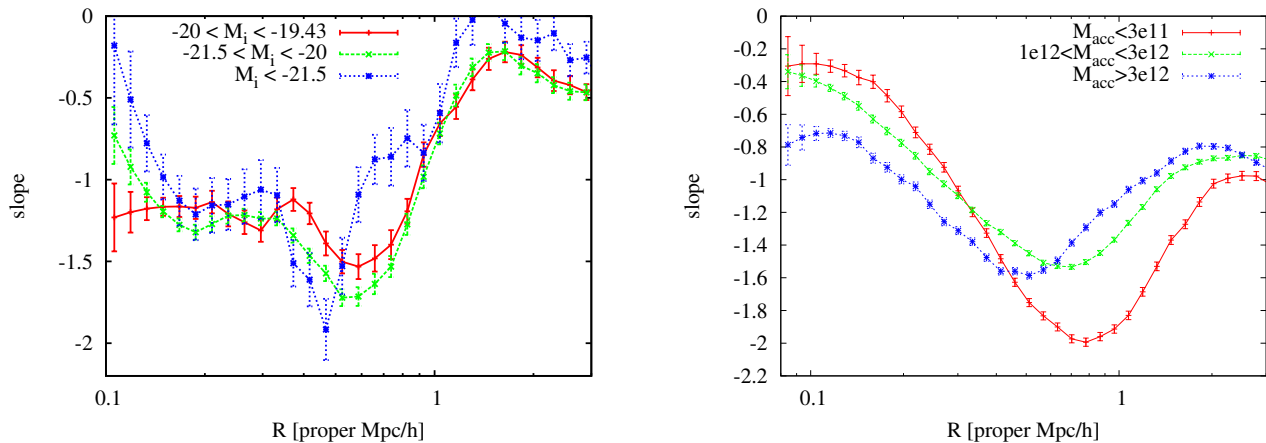 0
-0.5
-1
-1.5
-2
0.1
1
slope
R [proper Mpc/h]
-20 < M_i < -19.43
-21.5 < M_i < -20
M_i < -21.5
0
-0.2
-0.4
-0.6
-0.8
-1
-1.2
-1.4
-1.6
-1.8
-2
-2.2
0.1
1
slope
R [proper Mpc/h]
M_acc<3e11
1e12<M_acc<3e12
M_acc>3e12